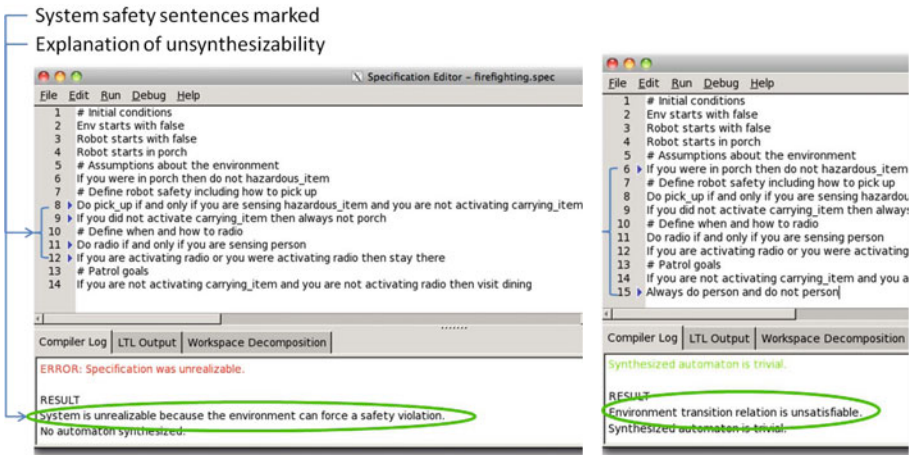 System safety sentences marked
Explanation of unsynthesizability
Specification Editor – firefighting.spec
File Edit Run Debug Help
1 # Initial conditions
2 Env starts with false
3 Robot starts with false
4 Robot starts in porch
5 # Assumptions about the environment
6 If you were in porch then do not hazardous_item
7 # Define robot safety including how to pick up
8 Do pick_up if and only if you are sensing hazardous_item and you are not activating carrying_item
9 If you did not activate carrying_item then always not porch
10 # Define when and how to radio
11 Do radio if and only if you are sensing person
12 If you are activating radio or you were activating radio then stay there
13 # Patrol goals
14 If you are not activating carrying_item and you are not activating radio then visit dining
Compiler Log LTL Output Workspace Decomposition
ERROR: Specification was unrealizable.
RESULT
System is unrealizable because the environment can force a safety violation.
No automaton synthesized.
File Edit Run Debug Help
1 # Initial conditions
2 Env starts with false
3 Robot starts with false
4 Robot starts in porch
5 # Assumptions about the environment
6 If you were in porch then do not hazardous_item
7 # Define robot safety including how to pick up
8 Do pick_up if and only if you are sensing hazardou
9 If you did not activate carrying_item then always
10 # Define when and how to radio
11 Do radio if and only if you are sensing person
12 If you are activating radio or you were activating
13 # Patrol goals
14 If you are not activating carrying_item and you a
15 Always do person and do not person
Compiler Log LTL Output Workspace Decomposition
Synthesized automaton is trivial.
RESULT
Environment transition relation is unsatisfiable.
Synthesized automaton is trivial.